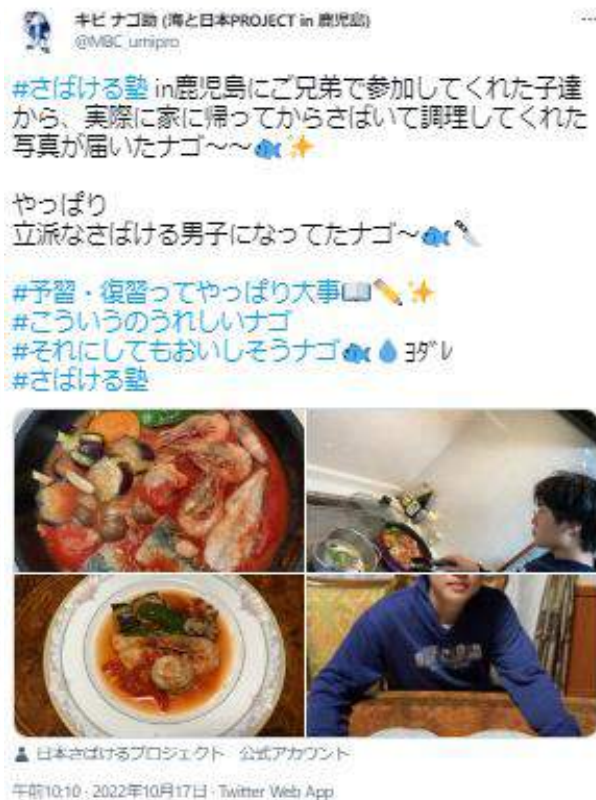 キビ ナゴ助 (海と日本PROJECT in 鹿児島)
@MBC_umipro
#さばける塾 in鹿児島にご兄弟で参加してくれた子達
から、実際に家に帰ってからさばいて調理してくれた
写真が届いたナゴ～～🐟✨
やっぱり
立派なさばける男子になってたナゴ～🐟🔪
#予習・復習ってやっぱり大事📖✏️✨
#こういうのうれしいナゴ
#それにしてもおいしそうナゴ🐟💧ﾖﾀﾞﾚ
#さばける塾
日本さばけるプロジェクト 公式アカウント
午前10:10 · 2022年10月17日 · Twitter Web App